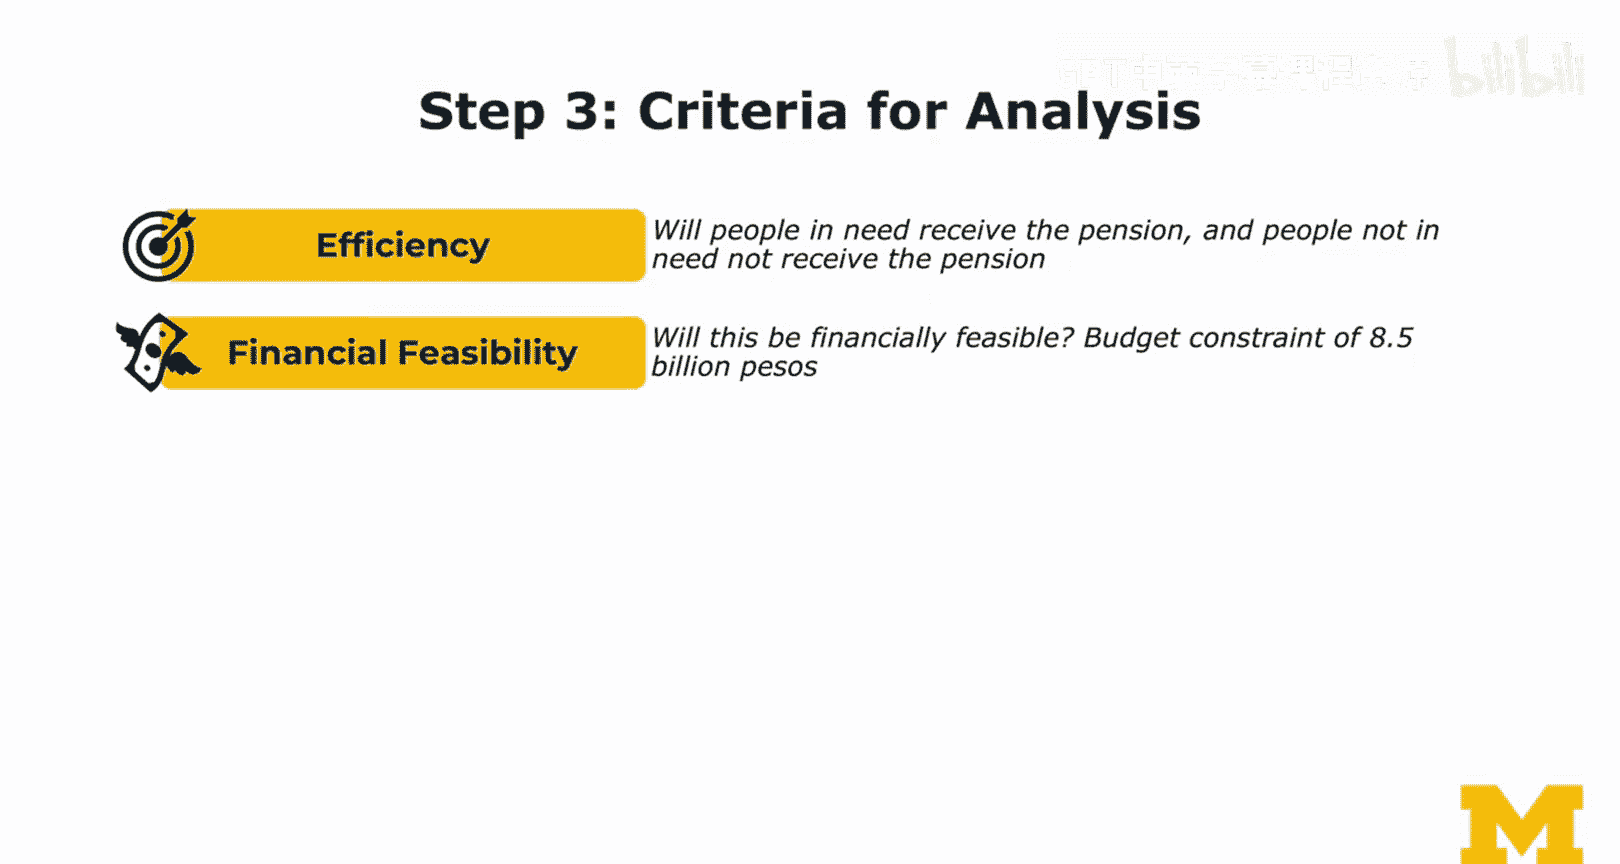 bilibili
Step 3: Criteria for Analysis
Efficiency
Will people in need receive the pension, and people not in
need not receive the pension
Financial Feasibility
Will this be financially feasible? Budget constraint of 8.5
billion pesos
M